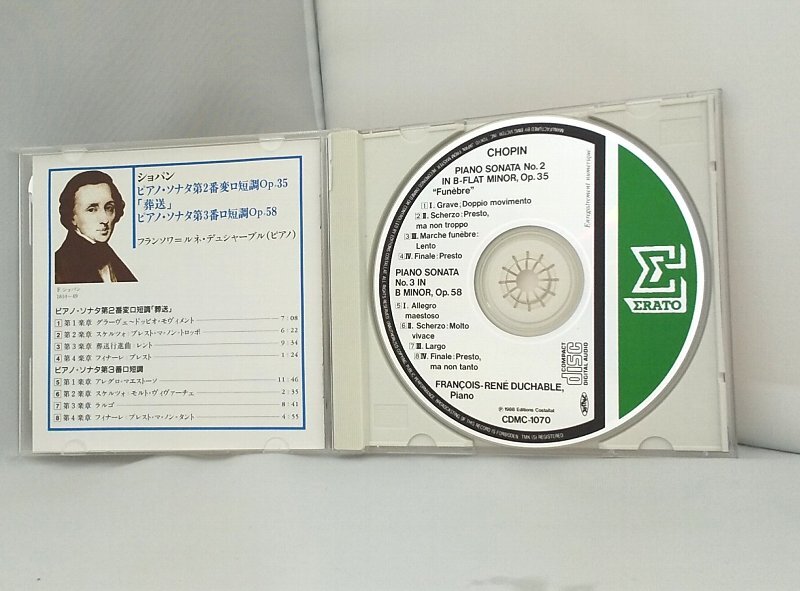 ショパン
ピアノ・ソナタ第2番変ロ短調Op.35
「葬送」
ピアノ・ソナタ第3番ロ短調Op.58
フランソワ=ルネ・デュシャーブル(ピアノ)
F.ショパン
1810-49
ピアノ・ソナタ第2番変ロ短調「葬送」
1 第1楽章 グラーヴェ〜ドッピオ・モヴィメント 7:08
2 第2楽章 スケルツォ プレスト・マ・ノン・トロッポ 6:22
3 第3楽章 葬送行進曲 レント 9:34
4 第4楽章 フィナーレ プレスト 1:24
ピアノ・ソナタ第3番ロ短調
5 第1楽章 アレグロ・マエストーソ 11:46
6 第2楽章 スケルツォ モルト・ヴィヴァーチェ 2:35
7 第3楽章 ラルゴ 8:41
8 第4楽章 フィナーレ プレスト・マ・ノン・タント 4:55
CHOPIN
PIANO SONATA No. 2
IN B-FLAT MINOR, Op. 35
"Funèbre"
1 I. Grave; Doppio movimento
2 II. Scherzo: Presto,
ma non troppo
3 III. Marche funèbre:
Lento
4 IV. Finale: Presto
PIANO SONATA
No. 3 IN
B MINOR, Op. 58
5 I. Allegro
maestoso
6 II. Scherzo: Molto
vivace
7 III. Largo
8 IV. Finale: Presto,
ma non tanto
FRANÇOIS-RENÉ DUCHABLE,
Piano
℗ 1988 Editions Costallat
CDMC-1070
Enregistrement numérique
COMPACT
disc
DIGITAL AUDIO
ERATO